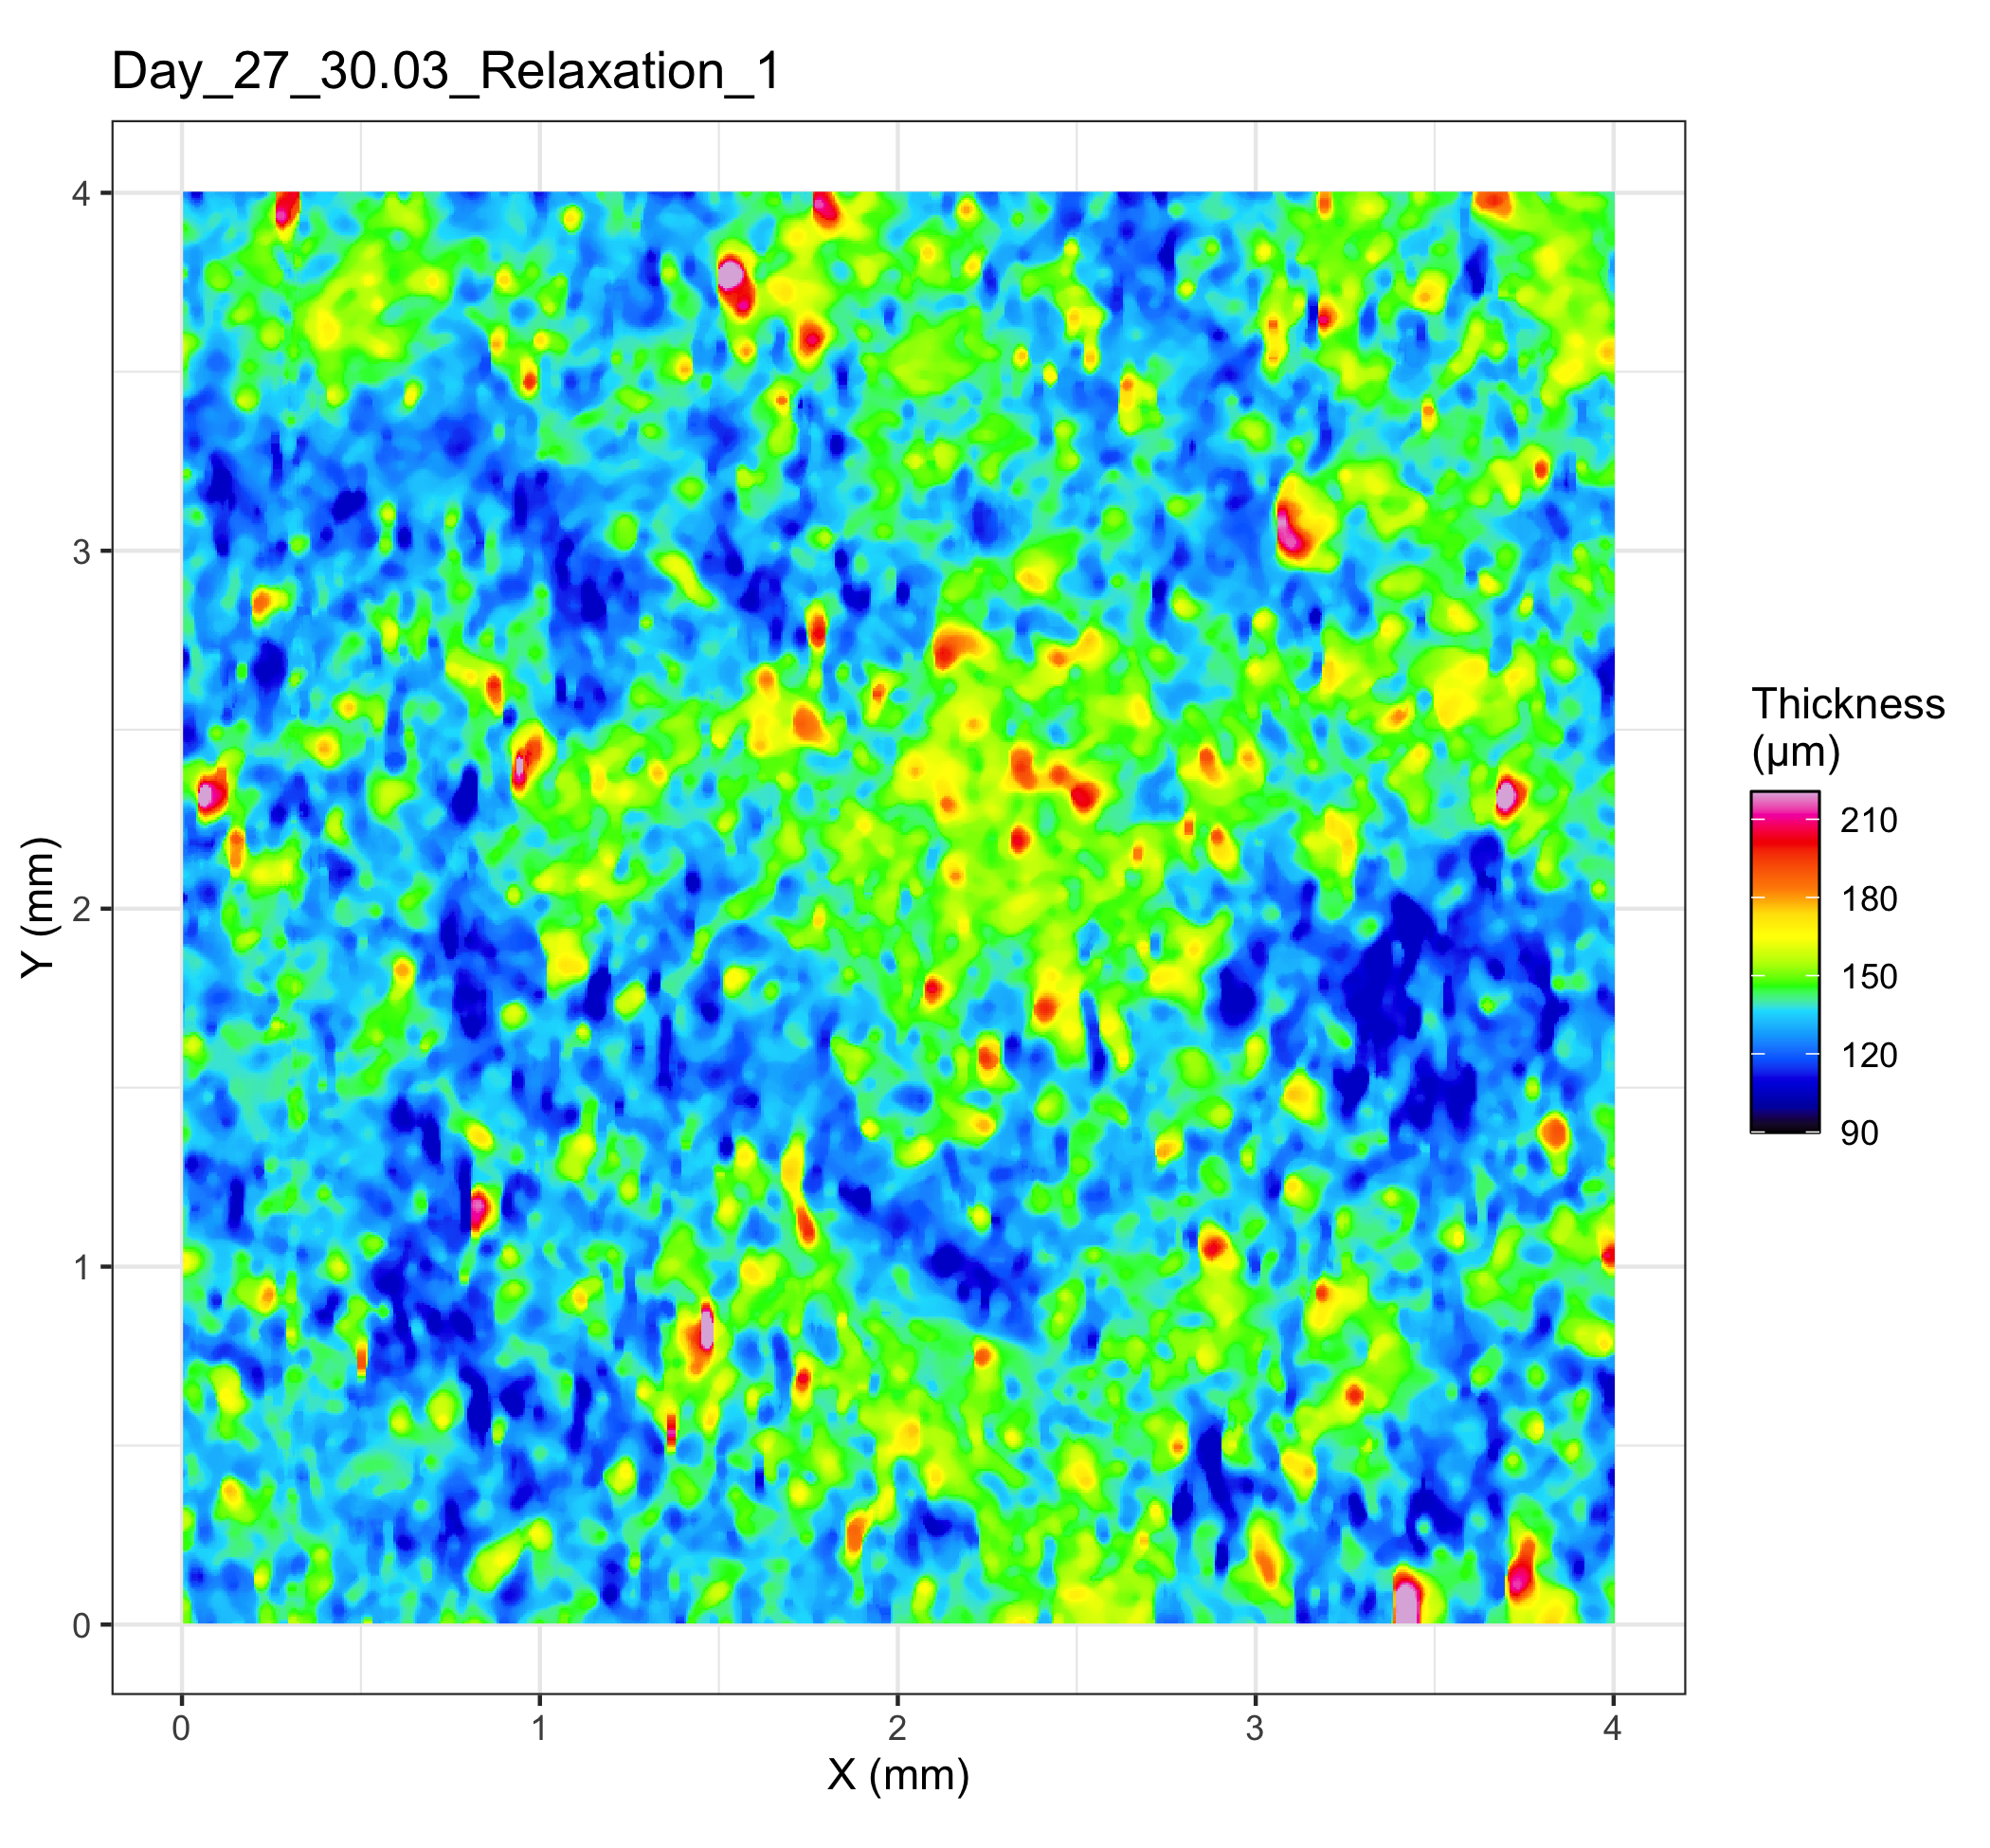 Day_27_30.03_Relaxation_1
4
3
2
1
0
Y (mm)
0 1 2 3 4
X (mm)
Thickness
(μm)
210
180
150
120
90